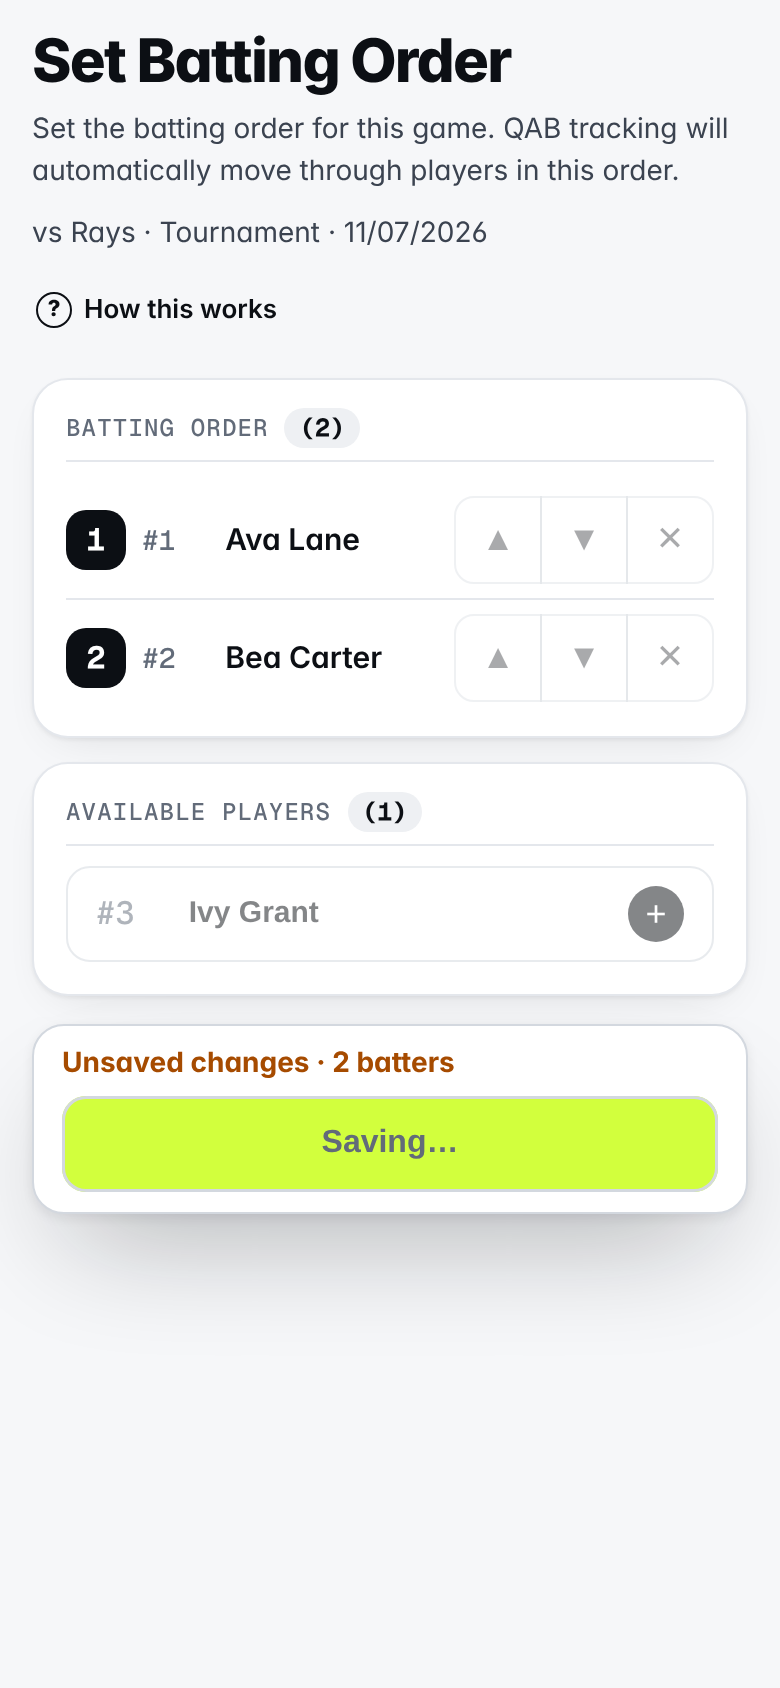 Set Batting Order
Set the batting order for this game. QAB tracking will
automatically move through players in this order.
vs Rays · Tournament · 11/07/2026
? How this works
BATTING ORDER (2)
1 #1 Ava Lane ▲ ▼ ✕
2 #2 Bea Carter ▲ ▼ ✕
AVAILABLE PLAYERS (1)
#3 Ivy Grant +
Unsaved changes · 2 batters
Saving...